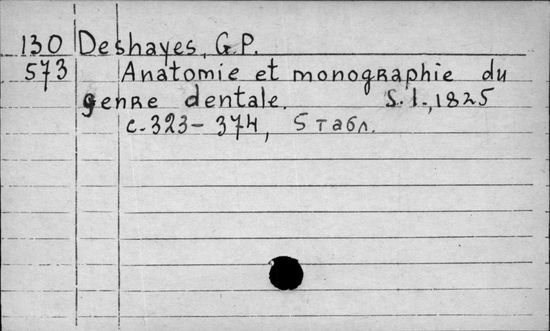 130 Deshayes, G.P.
573 Anatomie et monographie du
genre dentale. S.l., 1825
c. 323-374, 5 табл.